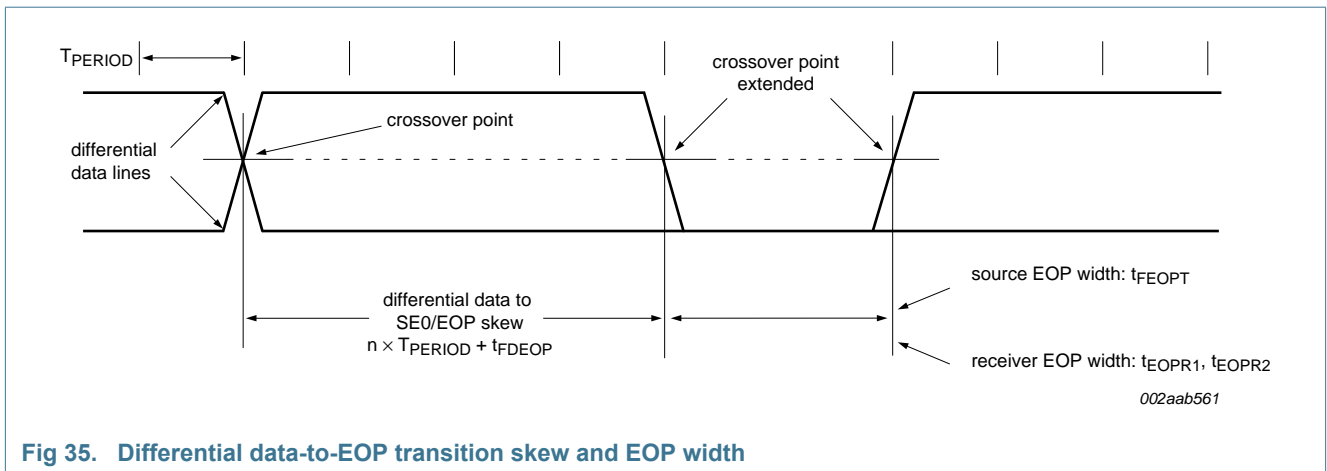 TPERIOD
crossover point
extended
crossover point
differential
data lines
source EOP width: tFEOPT
differential data to
SE0/EOP skew
n × TPERIOD + tFDEOP
receiver EOP width: tEOPR1, tEOPR2
002aab561
Fig 35. Differential data-to-EOP transition skew and EOP width